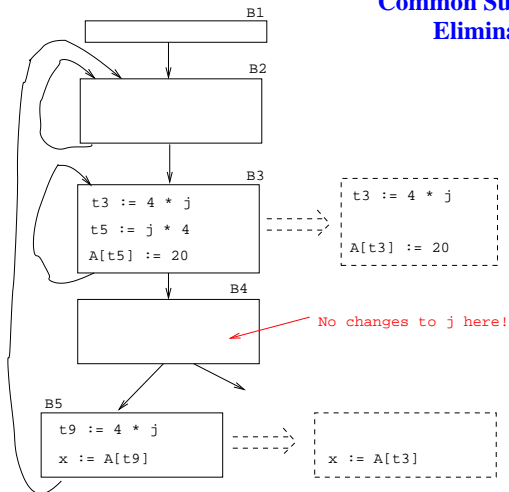 Common Su
Elimina
B1
B2
B3
t3 := 4 * j
t5 := j * 4
A[t5] := 20
t3 := 4 * j
A[t3] := 20
B4
No changes to j here!
B5
t9 := 4 * j
x := A[t9]
x := A[t3]